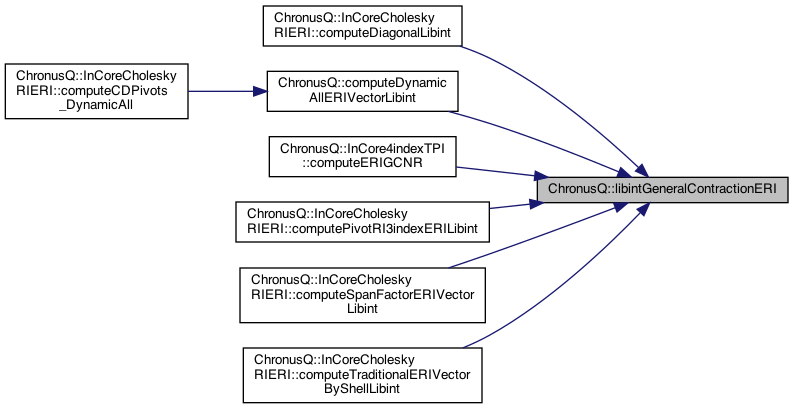 ChronusQ::InCoreCholesky
RIERI::computeDiagonalLibint
ChronusQ::InCoreCholesky
RIERI::computeCDPivots
_DynamicAll
ChronusQ::computeDynamic
AllERIVectorLibint
ChronusQ::InCore4indexTPI
::computeERIGCNR
ChronusQ::libintGeneralContractionERI
ChronusQ::InCoreCholesky
RIERI::computePivotRI3indexERILibint
ChronusQ::InCoreCholesky
RIERI::computeSpanFactorERIVector
Libint
ChronusQ::InCoreCholesky
RIERI::computeTraditionalERIVector
ByShellLibint